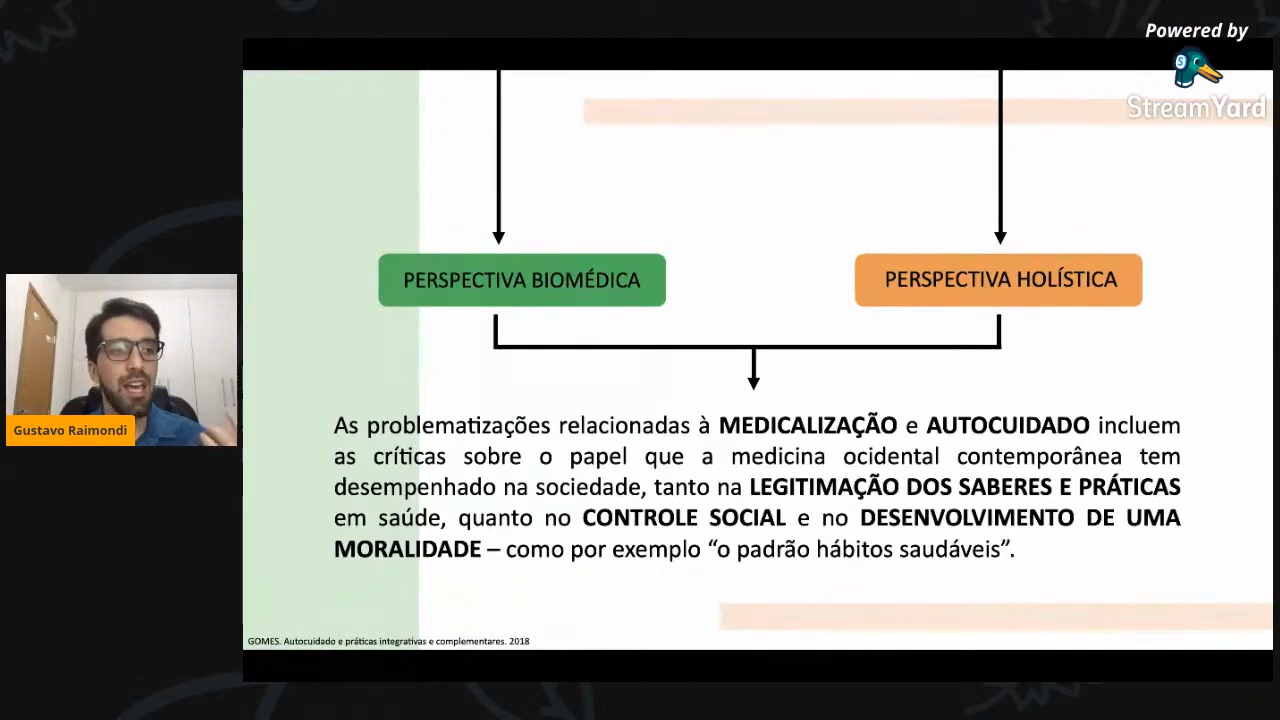 Powered by
StreamYard
PERSPECTIVA BIOMÉDICA
PERSPECTIVA HOLÍSTICA
Gustavo Raimondi
As problematizações relacionadas à MEDICALIZAÇÃO e AUTOCUIDADO incluem
as críticas sobre o papel que a medicina ocidental contemporânea tem
desempenhado na sociedade, tanto na LEGITIMAÇÃO DOS SABERES E PRÁTICAS
em saúde, quanto no CONTROLE SOCIAL e no DESENVOLVIMENTO DE UMA
MORALIDADE – como por exemplo “o padrão hábitos saudáveis”.
GOMES. Autocuidado e práticas integrativas e complementares. 2018